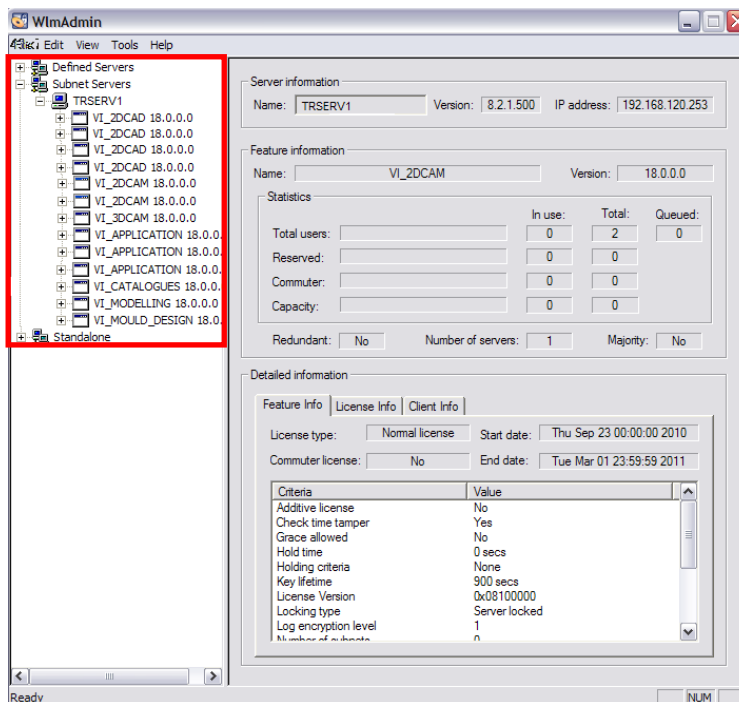 WlmAdmin
Edit View Tools Help
Defined Servers
Subnet Servers
TRSERV1
VI_2DCAD 18.0.0.0
VI_2DCAD 18.0.0.0
VI_2DCAD 18.0.0.0
VI_2DCAD 18.0.0.0
VI_2DCAM 18.0.0.0
VI_2DCAM 18.0.0.0
VI_3DCAM 18.0.0.0
VI_APPLICATION 18.0.0.
VI_APPLICATION 18.0.0.
VI_APPLICATION 18.0.0.
VI_CATALOGUES 18.0.0.
VI_MODELLING 18.0.0.0
VI_MOULD_DESIGN 18.0.
Standalone
Server information
Name: TRSERV1 Version: 8.2.1.500 IP address: 192.168.120.253
Feature information
Name: VI_2DCAM Version: 18.0.0.0
Statistics
In use: Total: Queued:
Total users: 0 2 0
Reserved: 0 0
Commuter: 0 0
Capacity: 0 0
Redundant: No Number of servers: 1 Majority: No
Detailed information
Feature Info License Info Client Info
License type: Normal license Start date: Thu Sep 23 00:00:00 2010
Commuter license: No End date: Tue Mar 01 23:59:59 2011
Criteria Value
Additive license No
Check time tamper Yes
Grace allowed No
Hold time 0 secs
Holding criteria None
Key lifetime 900 secs
License Version 0x08100000
Locking type Server locked
Log encryption level 1
Number of subnets 0
Ready NUM